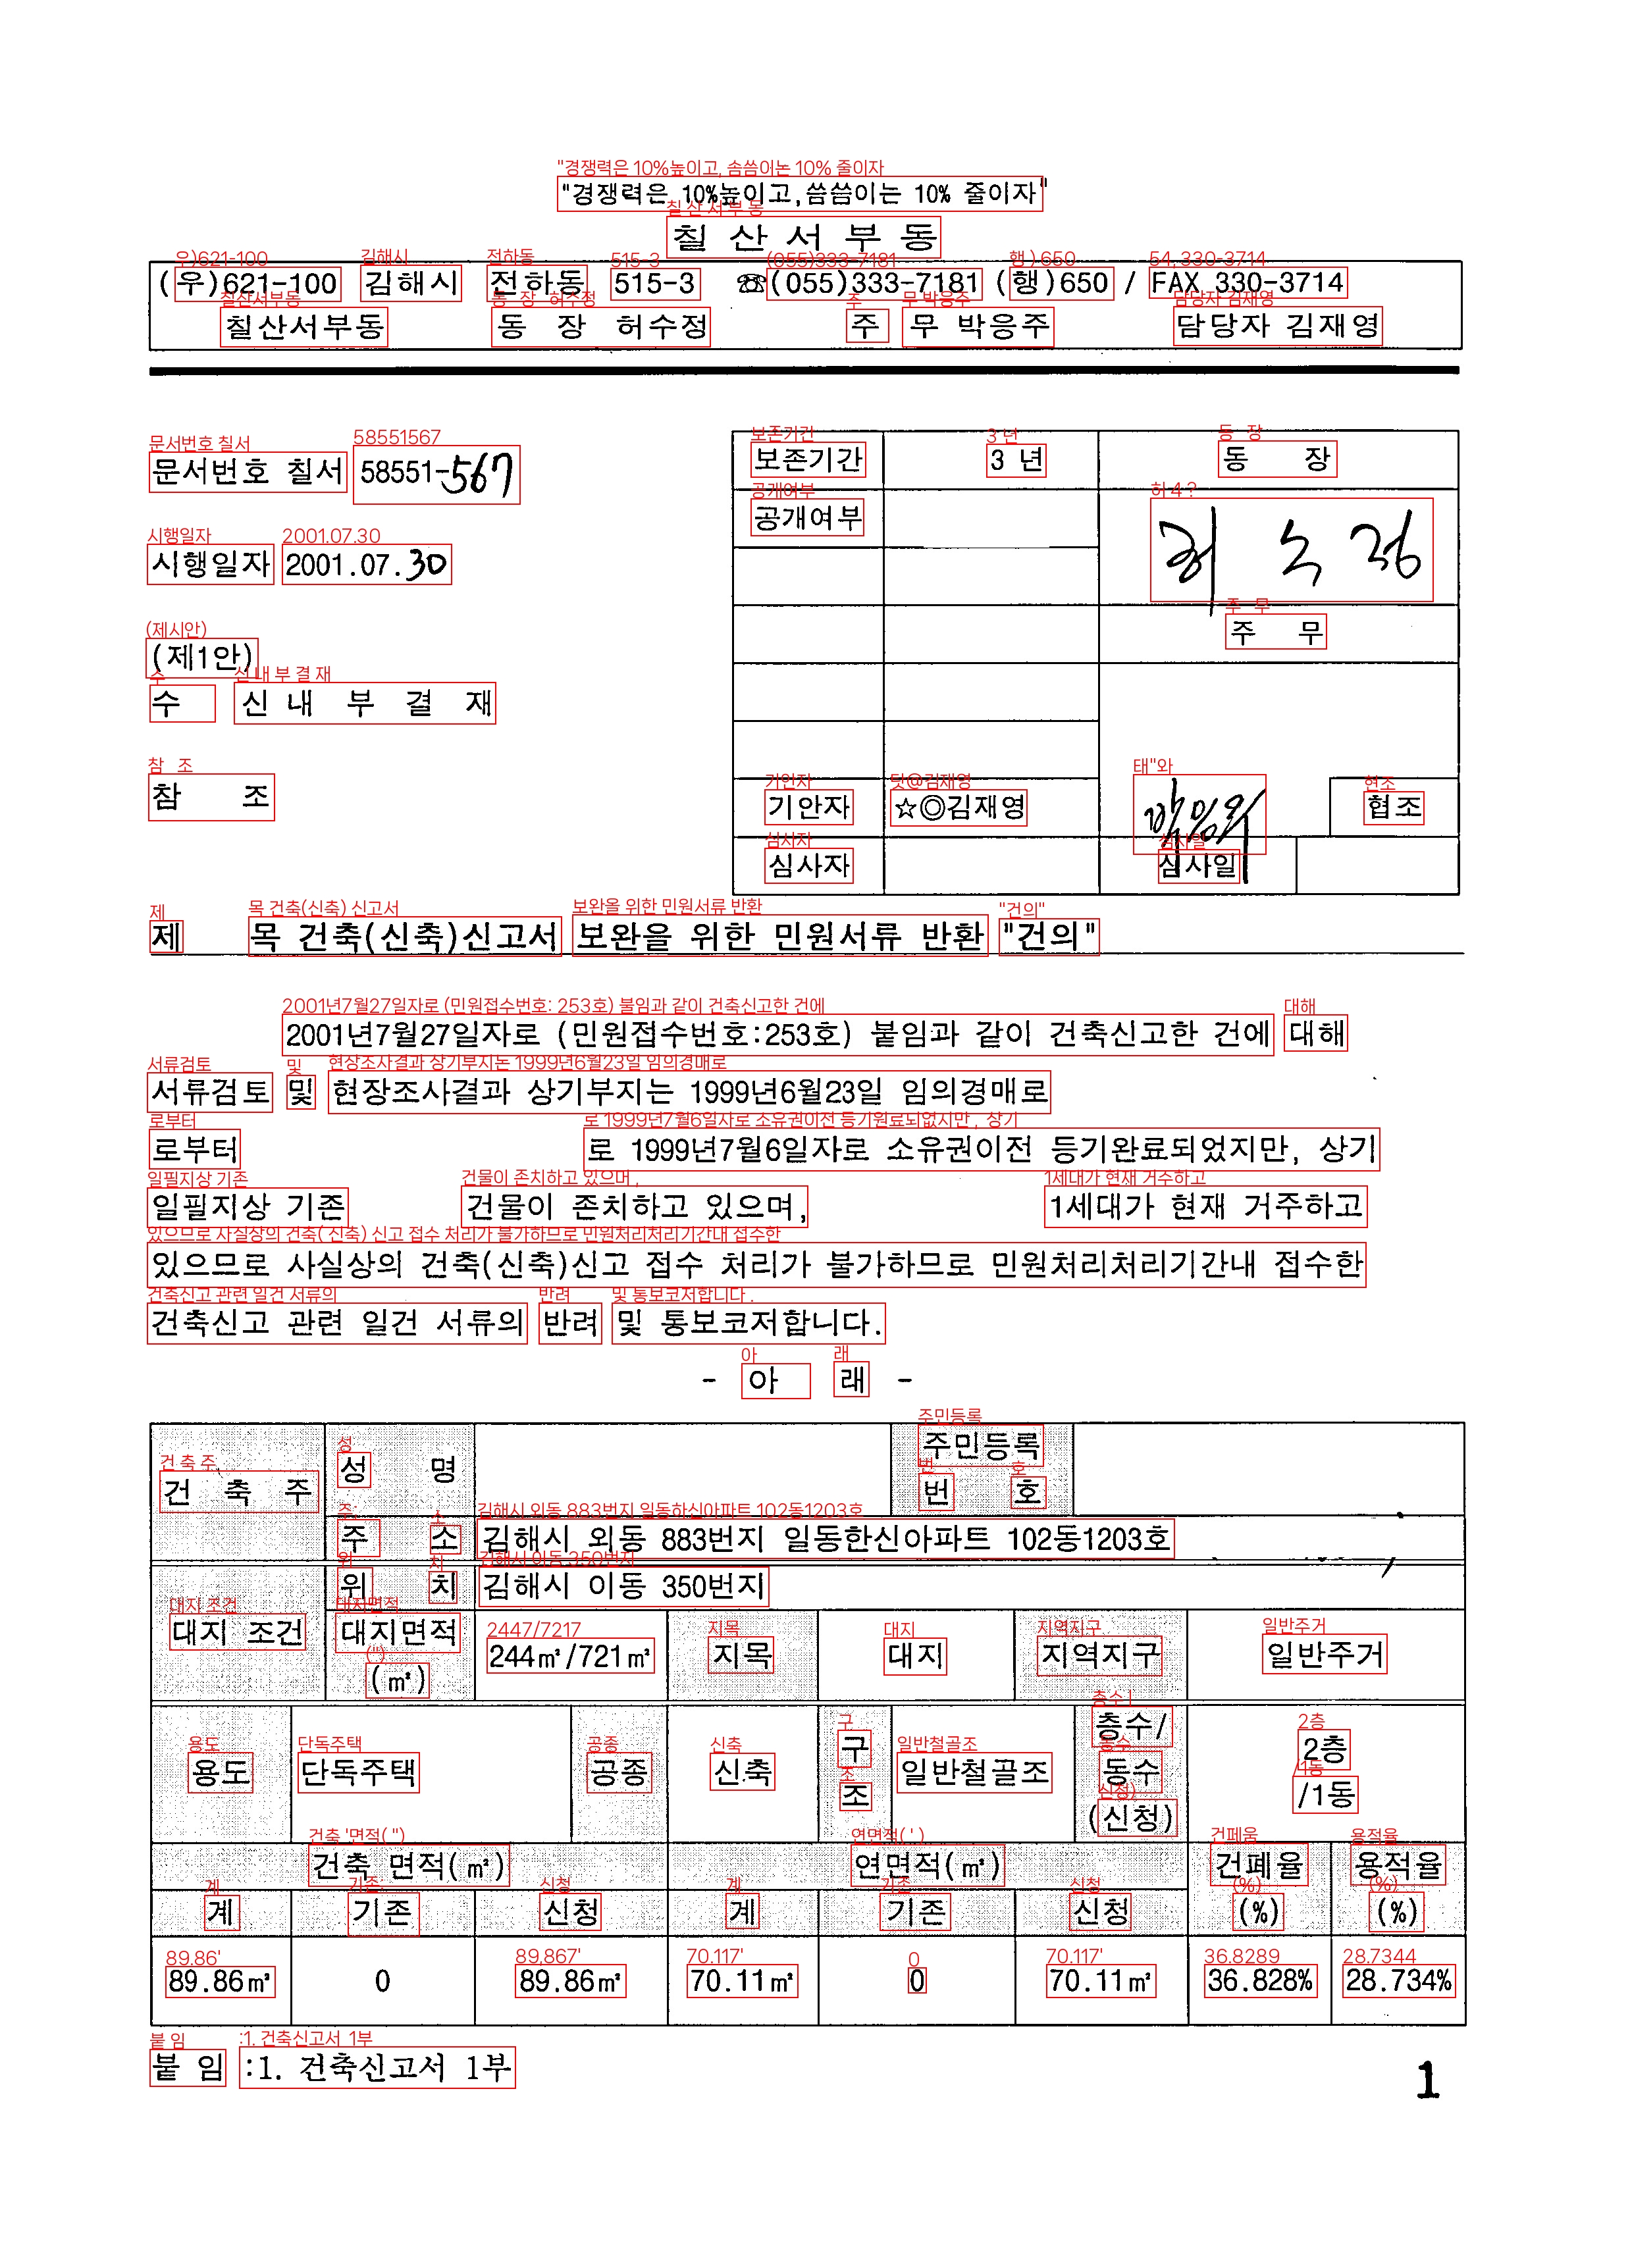 "경쟁력은 10%높이고,씀씀이는 10% 줄이자"
칠 산 서 부 동
(우)621-100 김해시 전하동 515-3 ☏(055)333-7181 (행)650 / FAX 330-3714
칠산서부동 동 장 허수정 주 무 박응주 담당자 김재영
문서번호 칠서 58551-567
시행일자 2001.07.30
(제1안)
수 신 내 부 결 재
참 조
보존기간 3 년 동 장
공개여부 허수정
주 무
기안자 ☆◎김재영 협조
심사자 심사일
제 목 건축(신축)신고서 보완을 위한 민원서류 반환 "건의"
2001년7월27일자로 (민원접수번호:253호) 붙임과 같이 건축신고한 건에 대해
서류검토 및 현장조사결과 상기부지는 1999년6월23일 임의경매로
로부터 로 1999년7월6일자로 소유권이전 등기완료되었지만, 상기
일필지상 기존 건물이 존치하고 있으며, 1세대가 현재 거주하고
있으므로 사실상의 건축(신축)신고 접수 처리가 불가하므로 민원처리처리기간내 접수한
건축신고 관련 일건 서류의 반려 및 통보코저합니다.
- 아 래 -
건 축 주 성 명 주민등록 번 호
주 소 김해시 외동 883번지 일동한신아파트 102동1203호
대지 조건 위 치 김해시 이동 350번지
대지면적 (㎡) 244㎡/721㎡ 지목 대지 지역지구 일반주거
용도 단독주택 공종 신축 구 조 일반철골조 층수/ 동수 (신청) 2층 /1동
건축 면적(㎡) 연면적(㎡) 건폐율 (%) 용적율 (%)
계 기존 신청 계 기존 신청
89.86㎡ 0 89.86㎡ 70.11㎡ 0 70.11㎡ 36.828% 28.734%
붙 임 :1. 건축신고서 1부
1